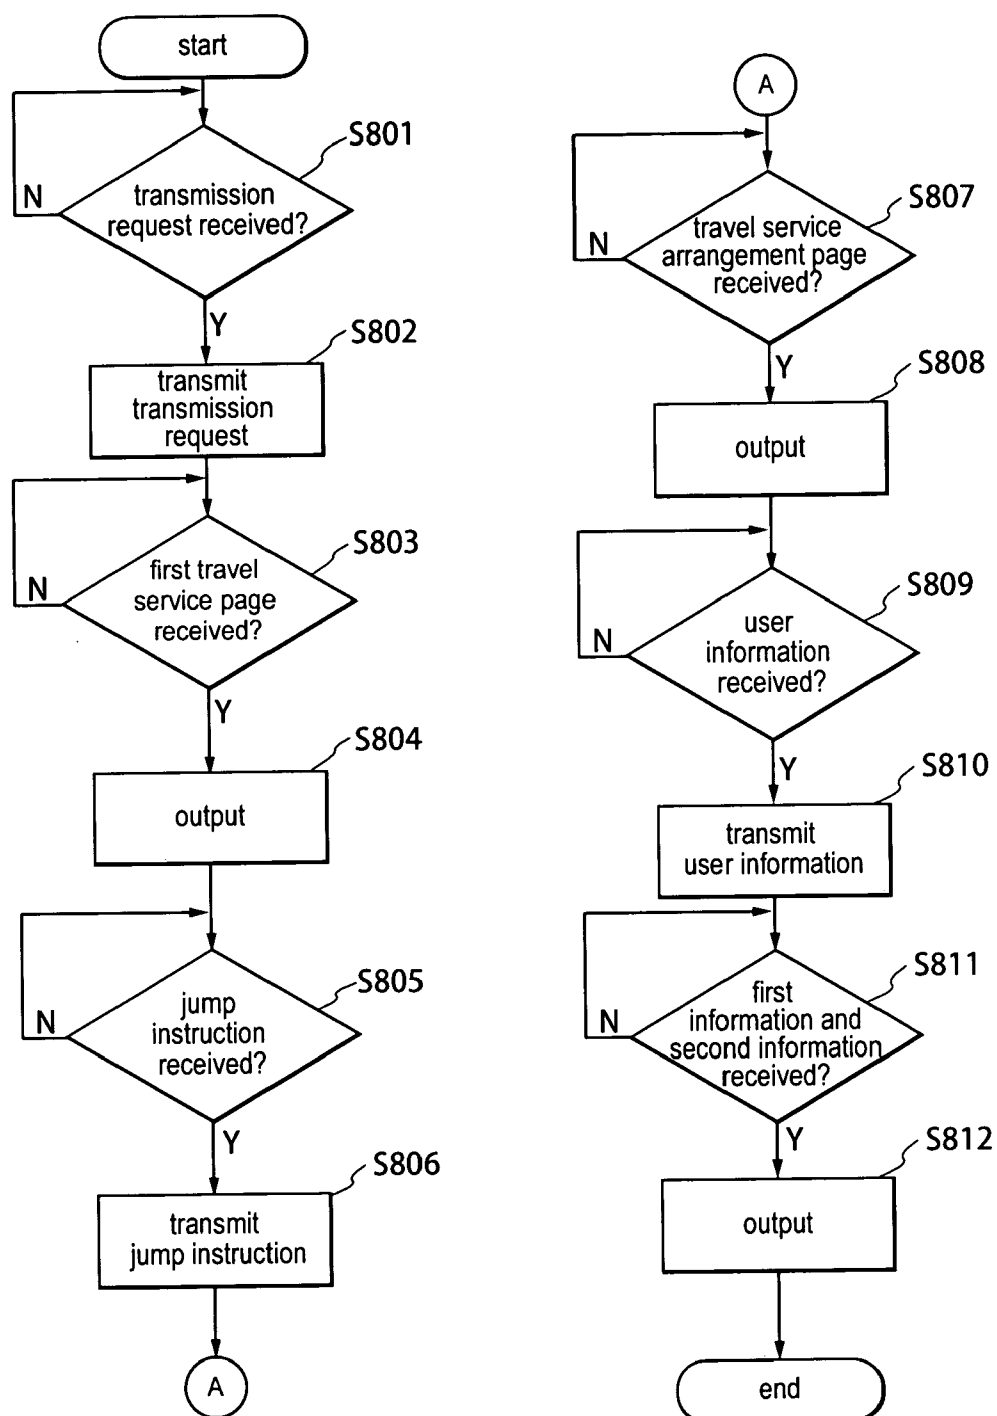 start
S801
transmission
request received?
N
Y
S802
transmit
transmission
request
S803
first travel
service page
received?
N
Y
S804
output
S805
jump
instruction
received?
N
Y
S806
transmit
jump instruction
A
A
S807
travel service
arrangement page
received?
N
Y
S808
output
S809
user
information
received?
N
Y
S810
transmit
user information
S811
first
information and
second information
received?
N
Y
S812
output
end